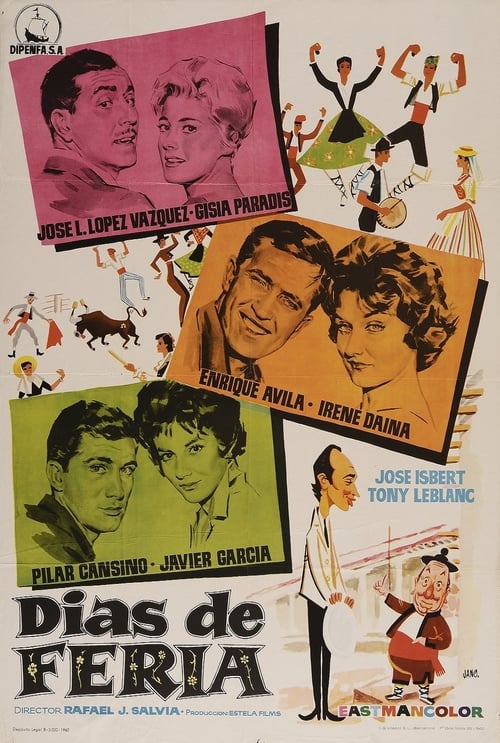 DIPENFA, S.A.
JOSE L. LOPEZ VAZQUEZ - GISIA PARADIS
ENRIQUE AVILA - IRENE DAINA
JOSE ISBERT
TONY LEBLANC
PILAR CANSINO - JAVIER GARCIA
JANO
Dias de
FERIA
EASTMANCOLOR
DIRECTOR RAFAEL J. SALVIA - PRODUCCION: ESTELA FILMS